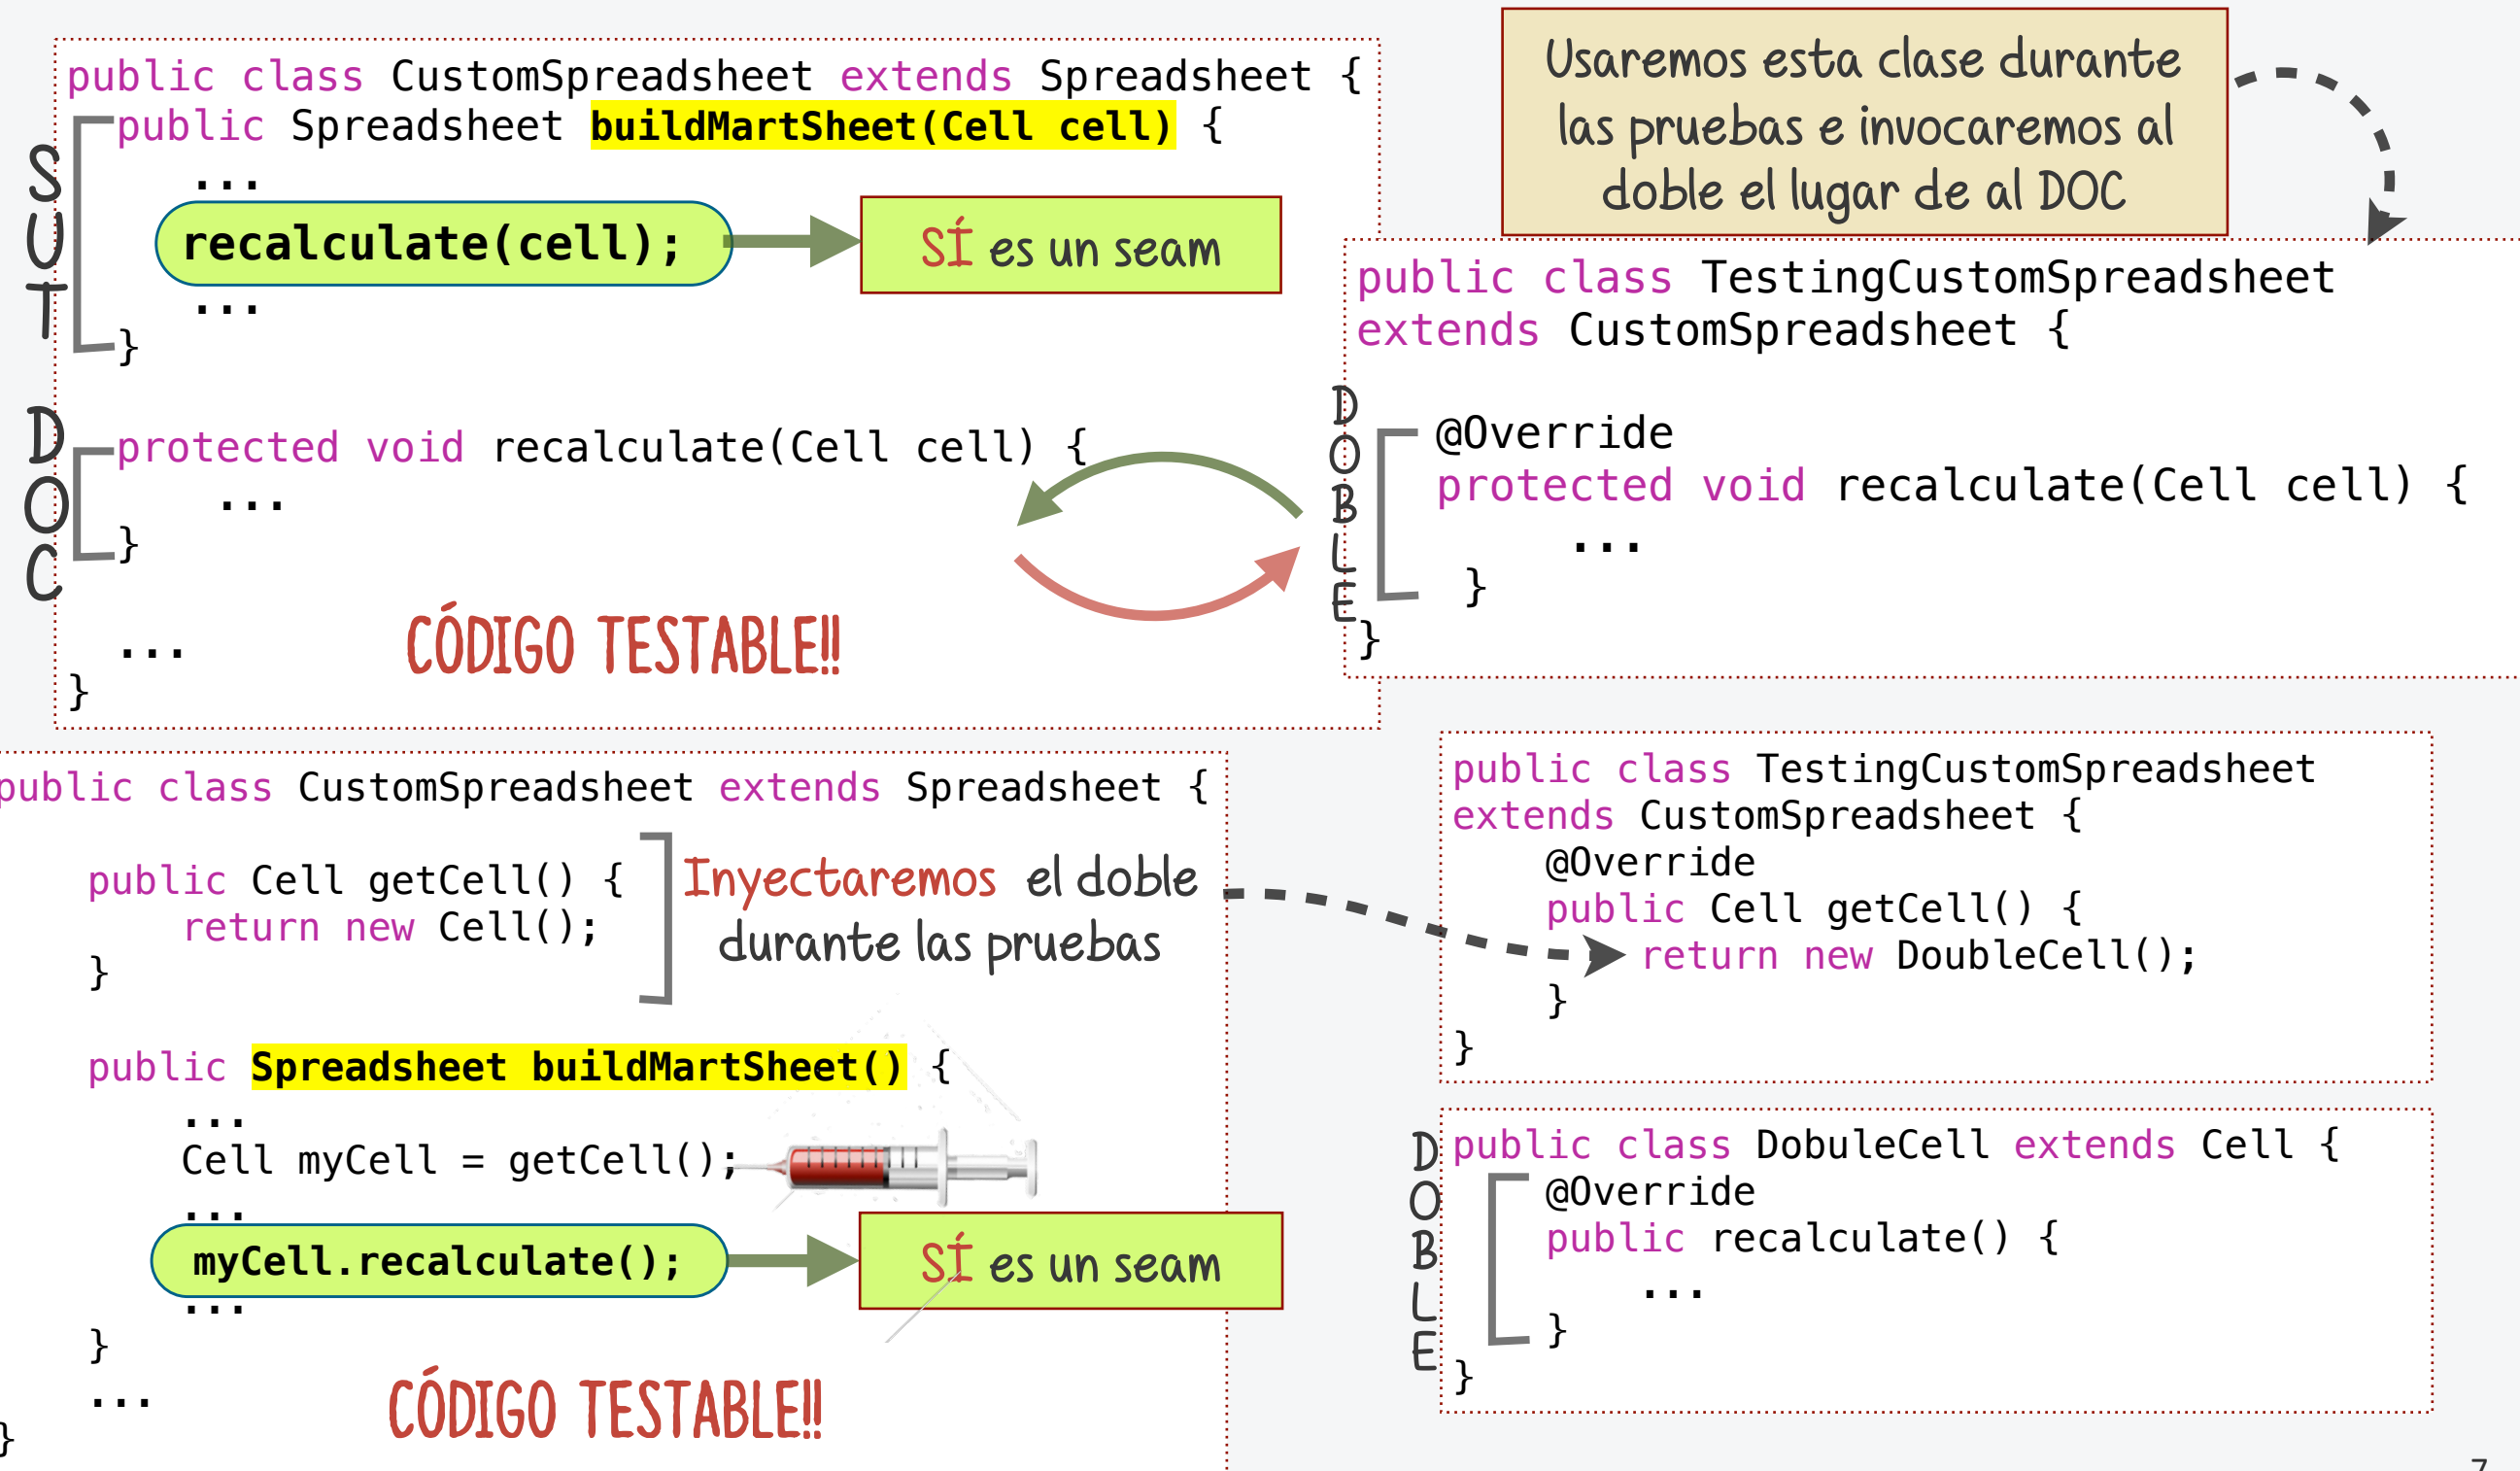 public class CustomSpreadsheet extends Spreadsheet {
public Spreadsheet buildMartSheet(Cell cell) {
...
recalculate(cell);
...
}
protected void recalculate(Cell cell) {
...
}
...
}
SUT
DOC
SÍ es un seam
CÓDIGO TESTABLE!!
Usaremos esta clase durante
las pruebas e invocaremos al
doble el lugar de al DOC
public class TestingCustomSpreadsheet
extends CustomSpreadsheet {
@Override
protected void recalculate(Cell cell) {
...
}
}
DOBLE
public class CustomSpreadsheet extends Spreadsheet {
public Cell getCell() {
return new Cell();
}
Inyectaremos el doble
durante las pruebas
public Spreadsheet buildMartSheet() {
...
Cell myCell = getCell();
...
myCell.recalculate();
...
}
...
}
SÍ es un seam
CÓDIGO TESTABLE!!
public class TestingCustomSpreadsheet
extends CustomSpreadsheet {
@Override
public Cell getCell() {
return new DoubleCell();
}
}
DOBLE
public class DobuleCell extends Cell {
@Override
public recalculate() {
...
}
}
7